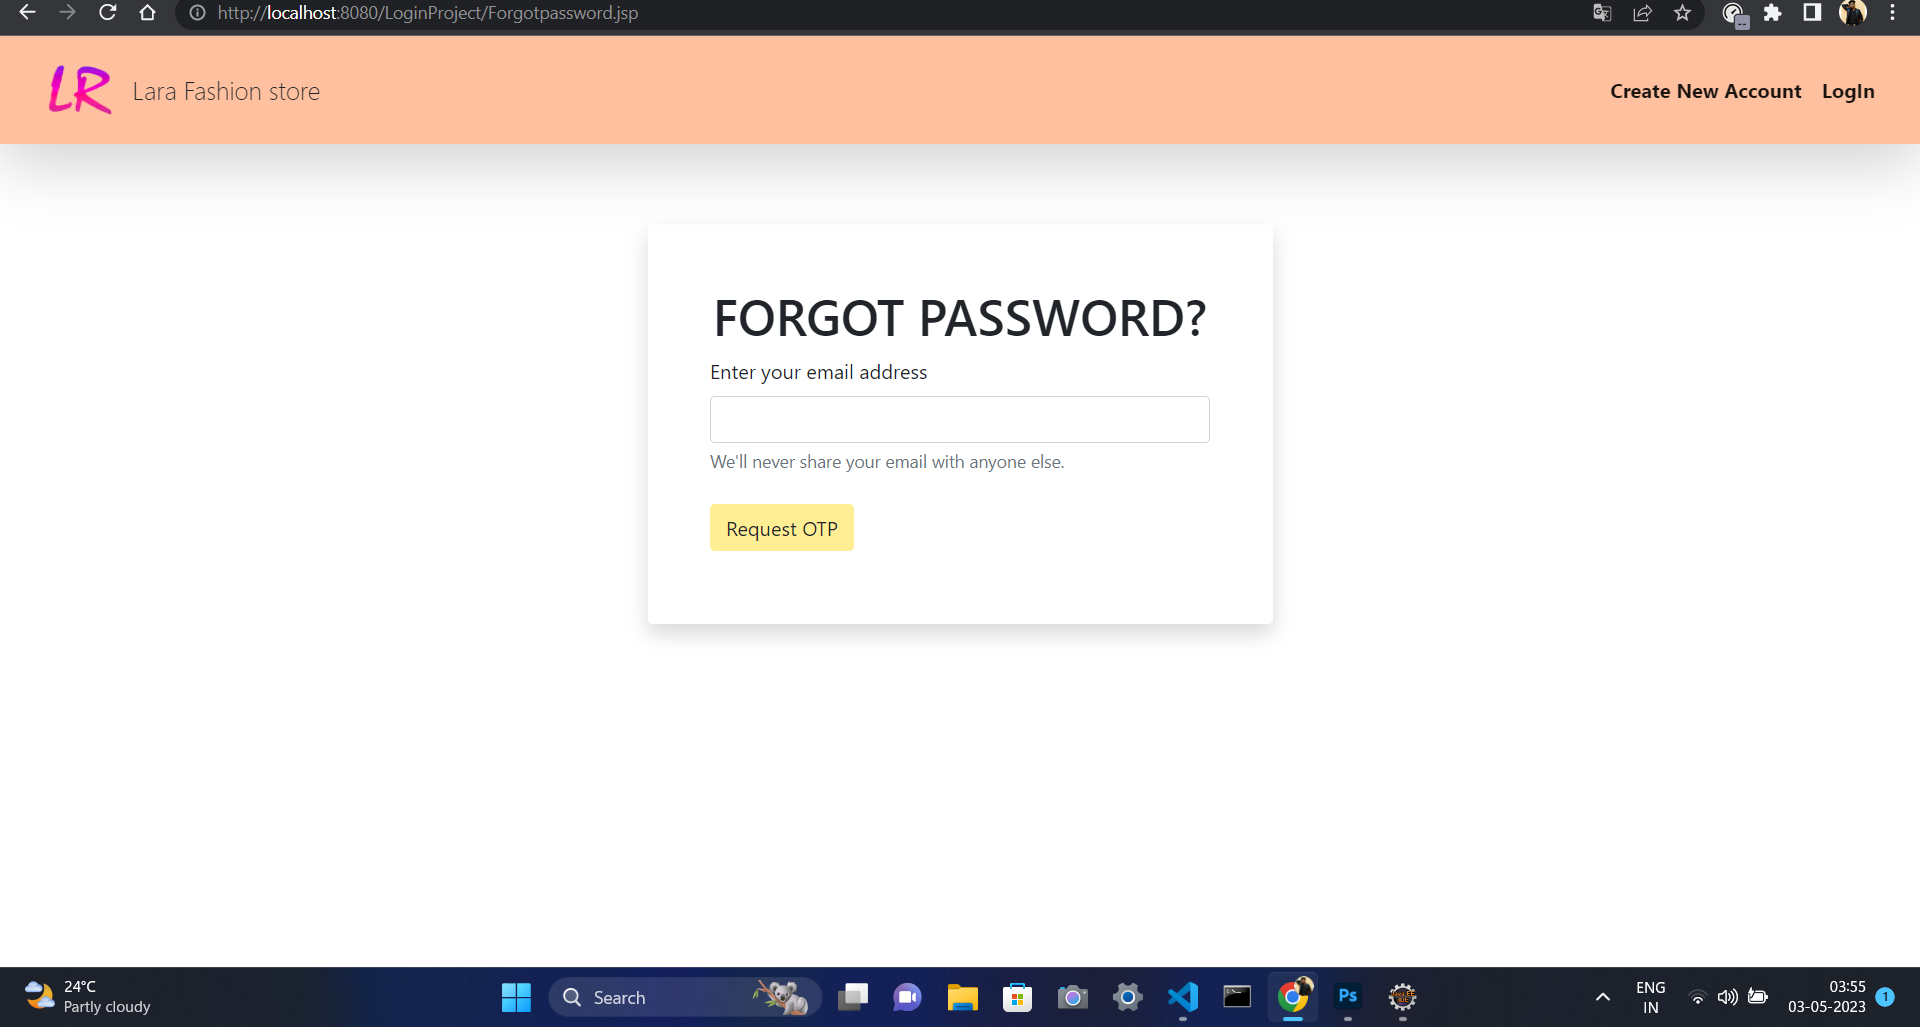 http://localhost:8080/LoginProject/Forgotpassword.jsp
LR Lara Fashion store
Create New Account LogIn
FORGOT PASSWORD?
Enter your email address
We'll never share your email with anyone else.
Request OTP
24°C
Partly cloudy
Search
Ps
ENG
IN
03:55
03-05-2023
1